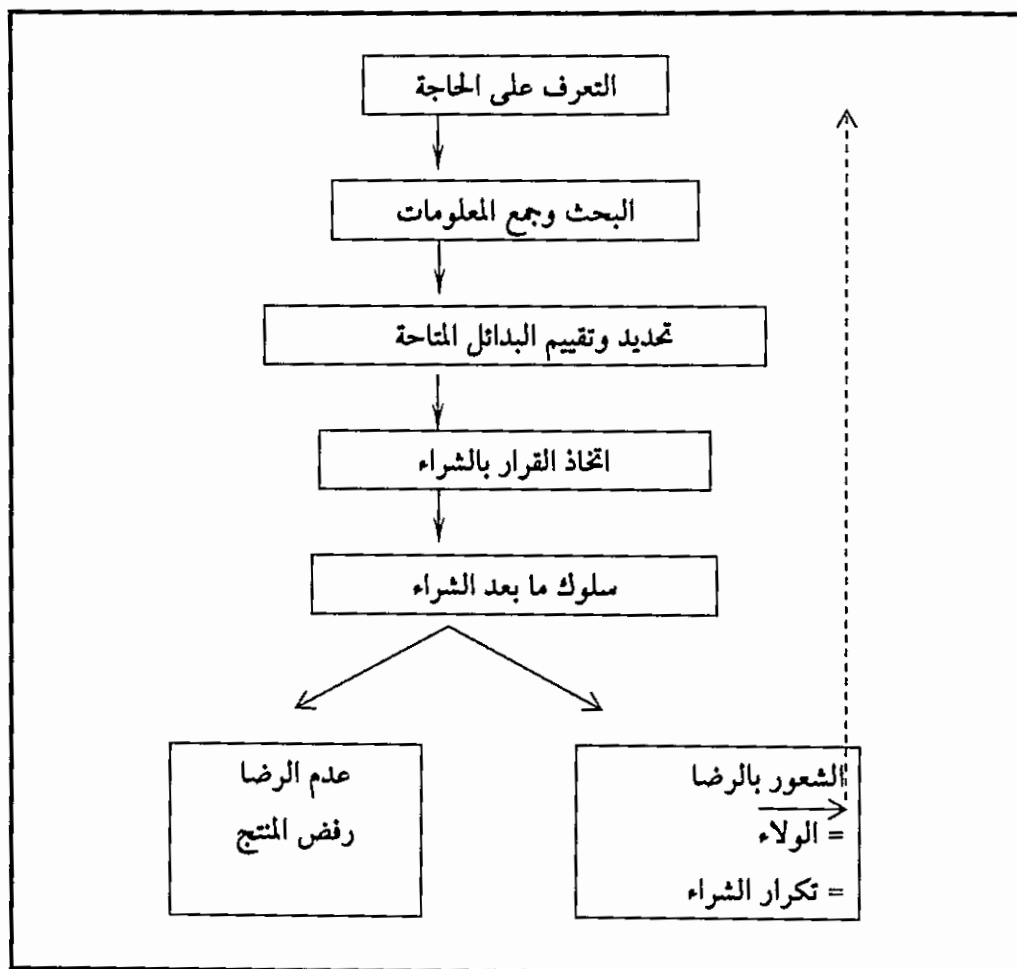 التعرف على الحاجة
البحث وجمع المعلومات
تحديد وتقييم البدائل المتاحة
اتخاذ القرار بالشراء
سلوك ما بعد الشراء
الشعور بالرضا
= الولاء
= تكرار الشراء
عدم الرضا
رفض المنتج